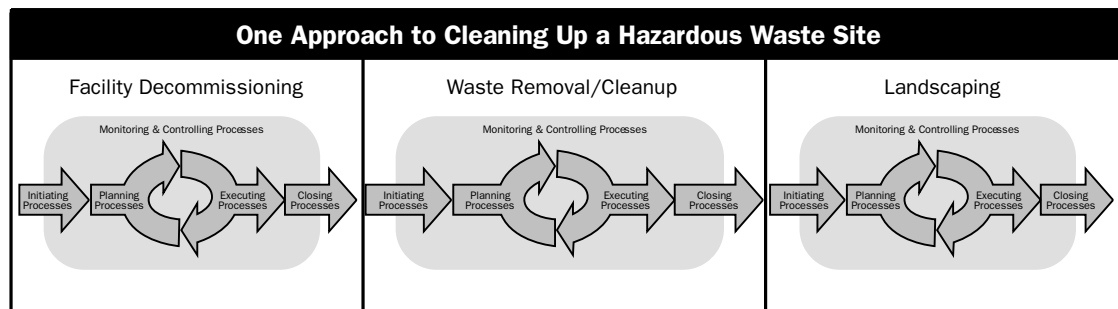 One Approach to Cleaning Up a Hazardous Waste Site
Facility Decommissioning
Monitoring & Controlling Processes
Initiating
Processes
Planning
Processes
Executing
Processes
Closing
Processes
Waste Removal/Cleanup
Monitoring & Controlling Processes
Initiating
Processes
Planning
Processes
Executing
Processes
Closing
Processes
Landscaping
Monitoring & Controlling Processes
Initiating
Processes
Planning
Processes
Executing
Processes
Closing
Processes